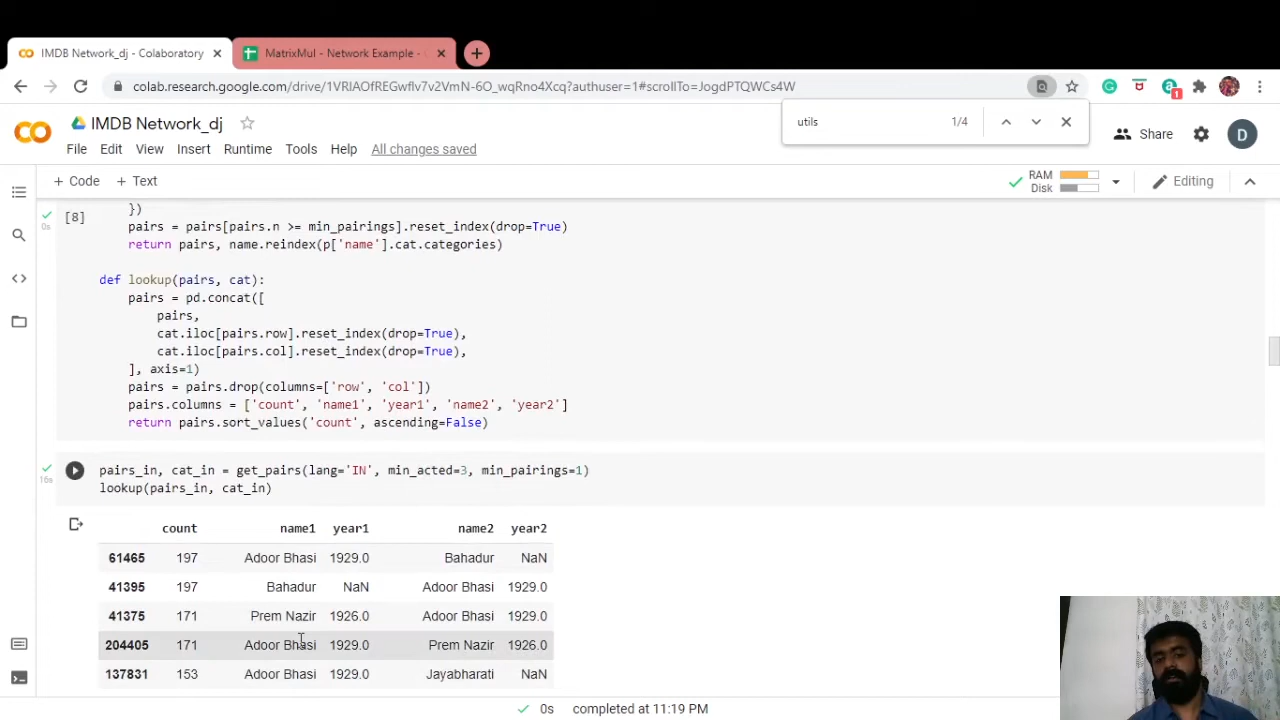 IMDB Network_dj - Colaboratory
MatrixMul - Network Example -
colab.research.google.com/drive/1VRlAOfREGwflv7v2YmN-6O_wqRno4Xcq?authuser=1#scrollTo=JogdPTQWCs4W
1
utils 1/4
IMDB Network_dj
Share
D
File Edit View Insert Runtime Tools Help All changes saved
+ Code + Text
RAM
Disk
Editing
[8]
0s
})
pairs = pairs[pairs.n >= min_pairings].reset_index(drop=True)
return pairs, name.reindex(p['name'].cat.categories)
def lookup(pairs, cat):
pairs = pd.concat([
pairs,
cat.iloc[pairs.row].reset_index(drop=True),
cat.iloc[pairs.col].reset_index(drop=True),
], axis=1)
pairs = pairs.drop(columns=['row', 'col'])
pairs.columns = ['count', 'name1', 'year1', 'name2', 'year2']
return pairs.sort_values('count', ascending=False)
16s
pairs_in, cat_in = get_pairs(lang='IN', min_acted=3, min_pairings=1)
lookup(pairs_in, cat_in)
count name1 year1 name2 year2
61465 197 Adoor Bhasi 1929.0 Bahadur NaN
41395 197 Bahadur NaN Adoor Bhasi 1929.0
41375 171 Prem Nazir 1926.0 Adoor Bhasi 1929.0
204405 171 Adoor Bhasi 1929.0 Prem Nazir 1926.0
137831 153 Adoor Bhasi 1929.0 Jayabharati NaN
0s completed at 11:19 PM